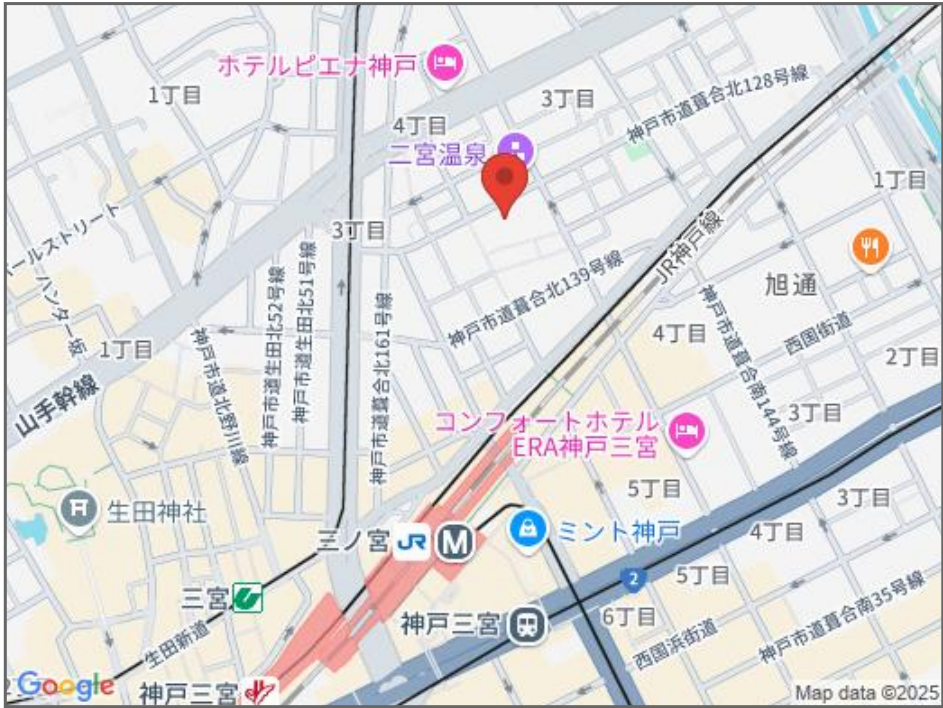 ホテルピエナ神戸
1丁目
3丁目
神戸市道葺合北128号線
4丁目
二宮温泉
1丁目
パールストリート
ハンター坂
3丁目
JR神戸線
旭通
神戸市道生田北52号線
神戸市道生田北51号線
神戸市道葺合北161号線
神戸市道葺合北139号線
神戸市道葺合南144号線
4丁目
西国街道
2丁目
1丁目
山手幹線
神戸市道北野川線
3丁目
コンフォートホテル
ERA神戸三宮
5丁目
3丁目
生田神社
三ノ宮
JR
M
ミント神戸
4丁目
2
5丁目
三宮
生田新道
神戸三宮
6丁目
西国浜街道
神戸市道葺合南35号線
Google
神戸三宮
Map data ©2025